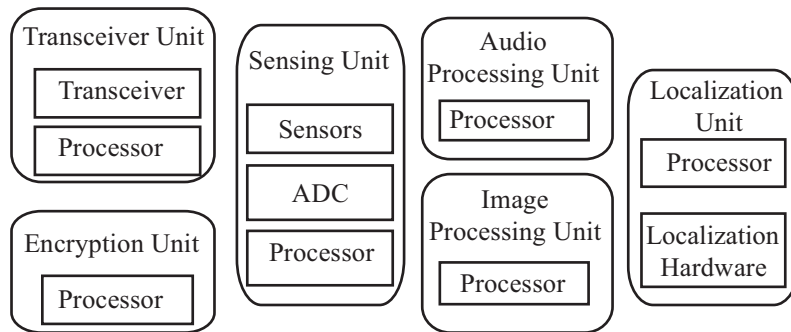 Transceiver Unit
Transceiver
Processor
Encryption Unit
Processor
Sensing Unit
Sensors
ADC
Processor
Audio
Processing Unit
Processor
Image
Processing Unit
Processor
Localization
Unit
Processor
Localization
Hardware